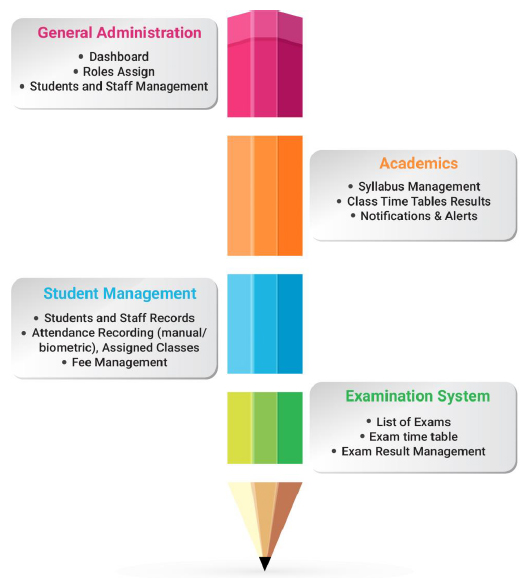 General Administration
• Dashboard
• Roles Assign
• Students and Staff Management
Academics
• Syllabus Management
• Class Time Tables Results
• Notifications & Alerts
Student Management
• Students and Staff Records
• Attendance Recording (manual/
biometric), Assigned Classes
• Fee Management
Examination System
• List of Exams
• Exam time table
• Exam Result Management